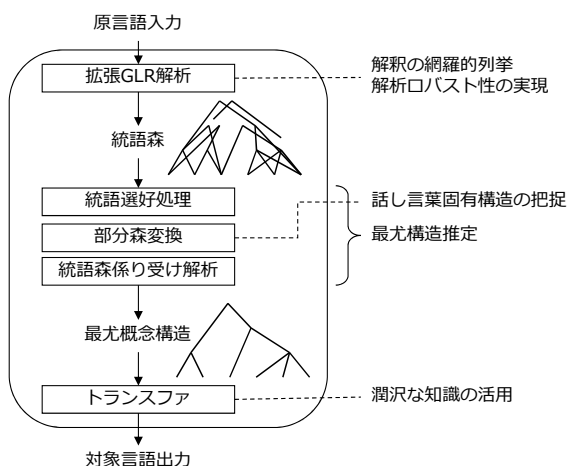 原言語入力
拡張GLR解析
解釈の網羅的列挙
解析ロバスト性の実現
統語森
統語選好処理
話し言葉固有構造の把捉
部分森変換
最尤構造推定
統語森係り受け解析
最尤概念構造
トランスファ
潤沢な知識の活用
対象言語出力